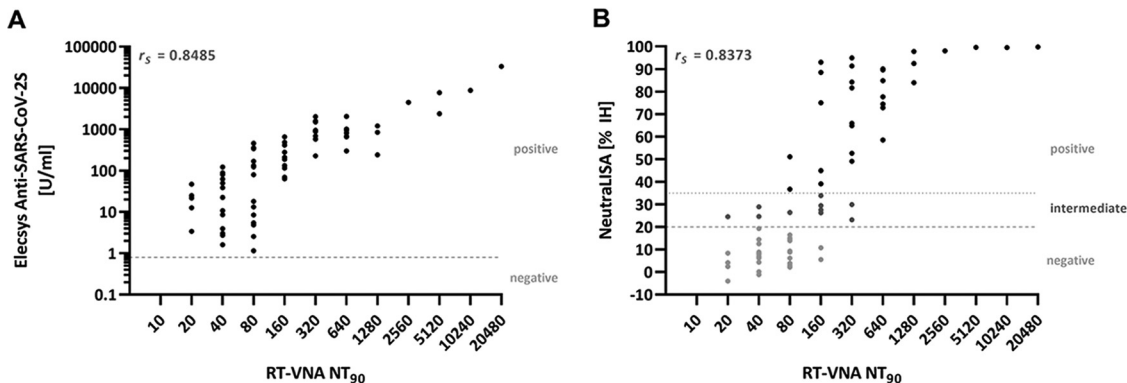 A
rs = 0.8485
Elecsys Anti-SARS-CoV-2S
[U/ml]
100000
10000
1000
100
10
1
0.1
positive
negative
10 20 40 80 160 320 640 1280 2560 5120 10240 20480
RT-VNA NT90
B
rs = 0.8373
NeutraLISA [% IH]
100
90
80
70
60
50
40
30
20
10
0
-10
positive
intermediate
negative
10 20 40 80 160 320 640 1280 2560 5120 10240 20480
RT-VNA NT90